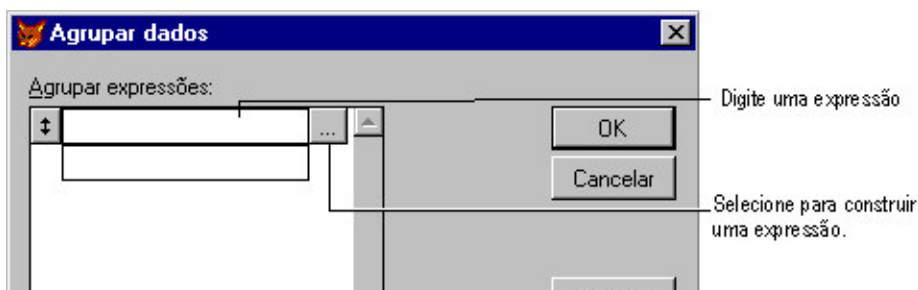 Agrupar dados
Agrupar expressões:
Digite uma expressão
...
OK
Cancelar
Selecione para construir
uma expressão.